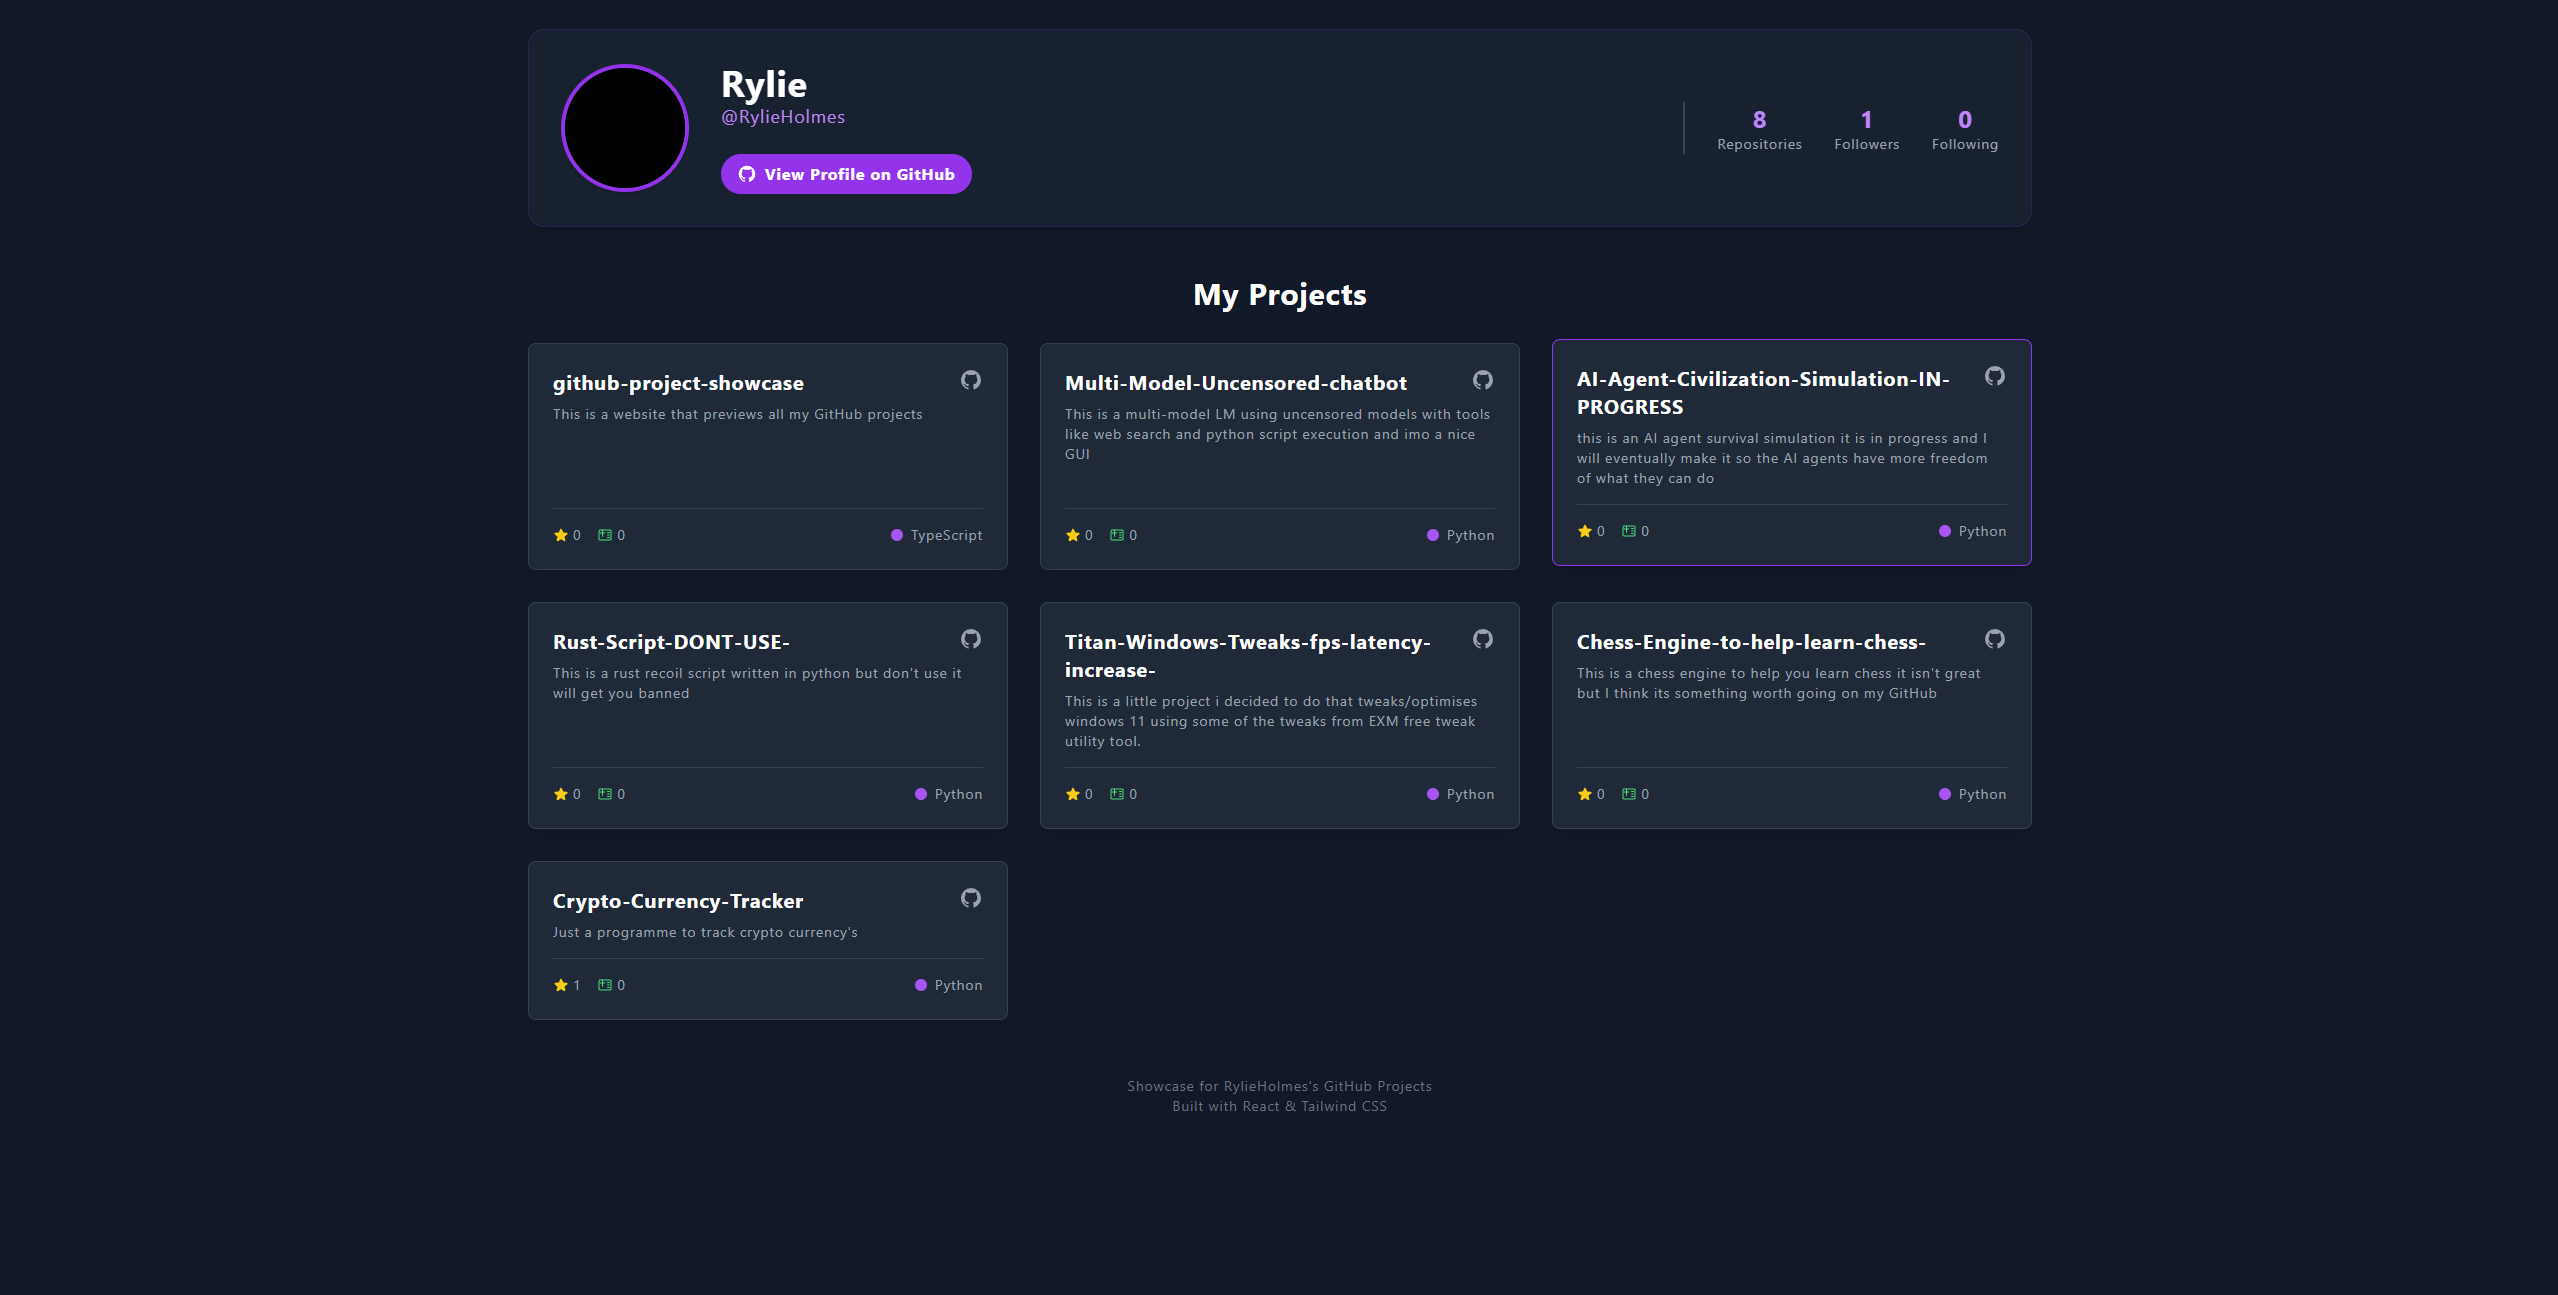 Rylie
@RylieHolmes
View Profile on GitHub
8
Repositories
1
Followers
0
Following
My Projects
github-project-showcase
This is a website that previews all my GitHub projects
0 0 TypeScript
Multi-Model-Uncensored-chatbot
This is a multi-model LM using uncensored models with tools
like web search and python script execution and imo a nice
GUI
0 0 Python
AI-Agent-Civilization-Simulation-IN-
PROGRESS
this is an AI agent survival simulation it is in progress and I
will eventually make it so the AI agents have more freedom
of what they can do
0 0 Python
Rust-Script-DONT-USE-
This is a rust recoil script written in python but don't use it
will get you banned
0 0 Python
Titan-Windows-Tweaks-fps-latency-
increase-
This is a little project i decided to do that tweaks/optimises
windows 11 using some of the tweaks from EXM free tweak
utility tool.
0 0 Python
Chess-Engine-to-help-learn-chess-
This is a chess engine to help you learn chess it isn't great
but I think its something worth going on my GitHub
0 0 Python
Crypto-Currency-Tracker
Just a programme to track crypto currency's
1 0 Python
Showcase for RylieHolmes's GitHub Projects
Built with React & Tailwind CSS